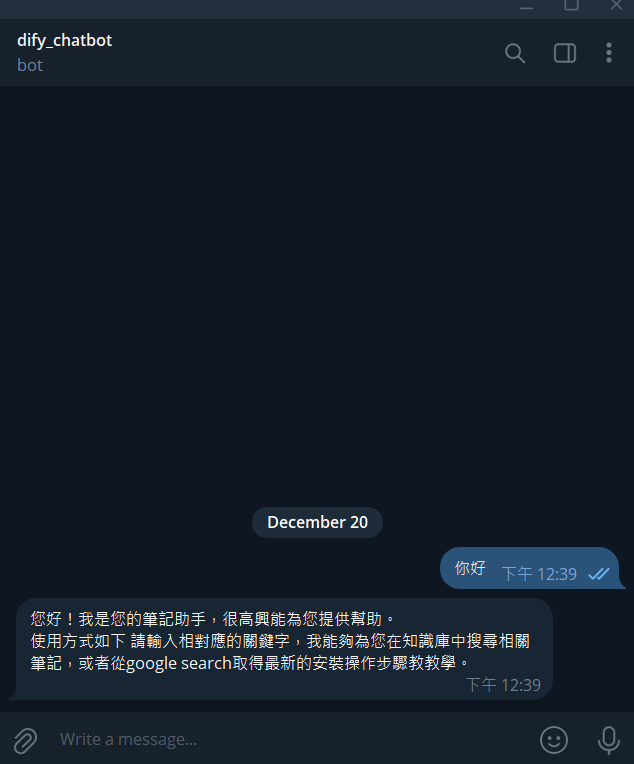 dify_chatbot
bot
December 20
你好 下午 12:39
您好！我是您的筆記助手，很高興能為您提供幫助。
使用方式如下 請輸入相對應的關鍵字，我能夠為您在知識庫中搜尋相關
筆記，或者從google search取得最新的安裝操作步驟教教學。
下午 12:39
Write a message...